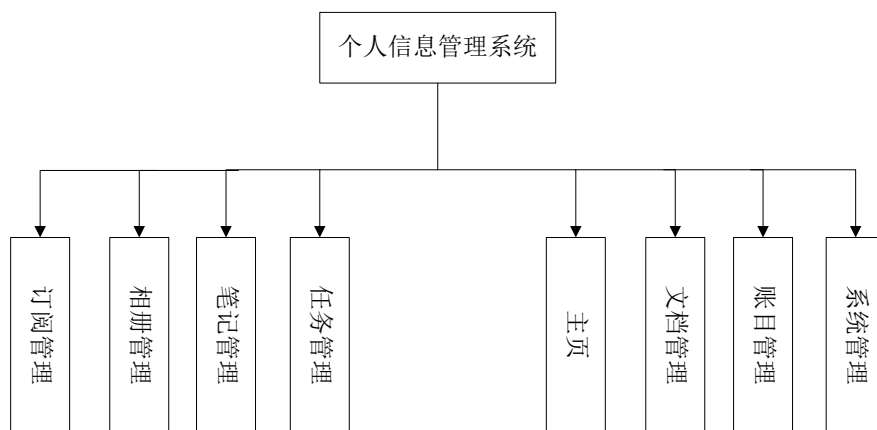 个人信息管理系统
订阅管理
相册管理
笔记管理
任务管理
主页
文档管理
账目管理
系统管理